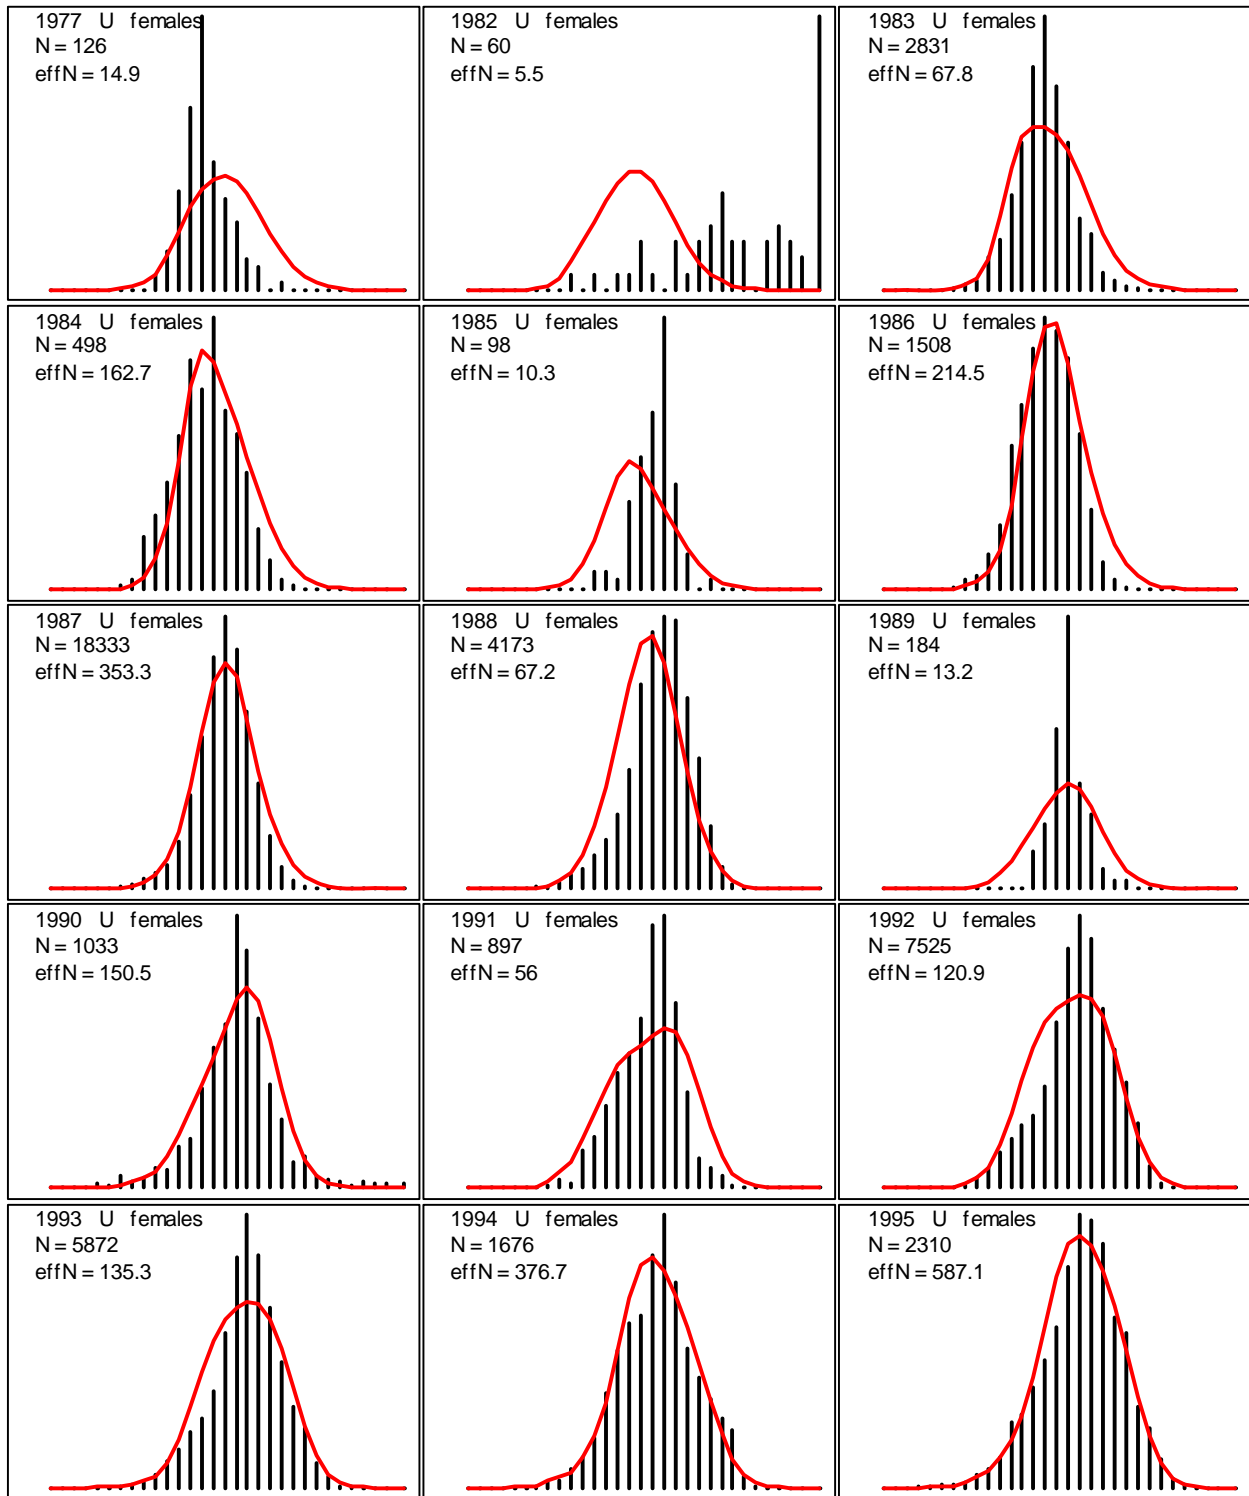 1977 U females
N = 126
effN = 14.9
1982 U females
N = 60
effN = 5.5
1983 U females
N = 2831
effN = 67.8
1984 U females
N = 498
effN = 162.7
1985 U females
N = 98
effN = 10.3
1986 U females
N = 1508
effN = 214.5
1987 U females
N = 18333
effN = 353.3
1988 U females
N = 4173
effN = 67.2
1989 U females
N = 184
effN = 13.2
1990 U females
N = 1033
effN = 150.5
1991 U females
N = 897
effN = 56
1992 U females
N = 7525
effN = 120.9
1993 U females
N = 5872
effN = 135.3
1994 U females
N = 1676
effN = 376.7
1995 U females
N = 2310
effN = 587.1